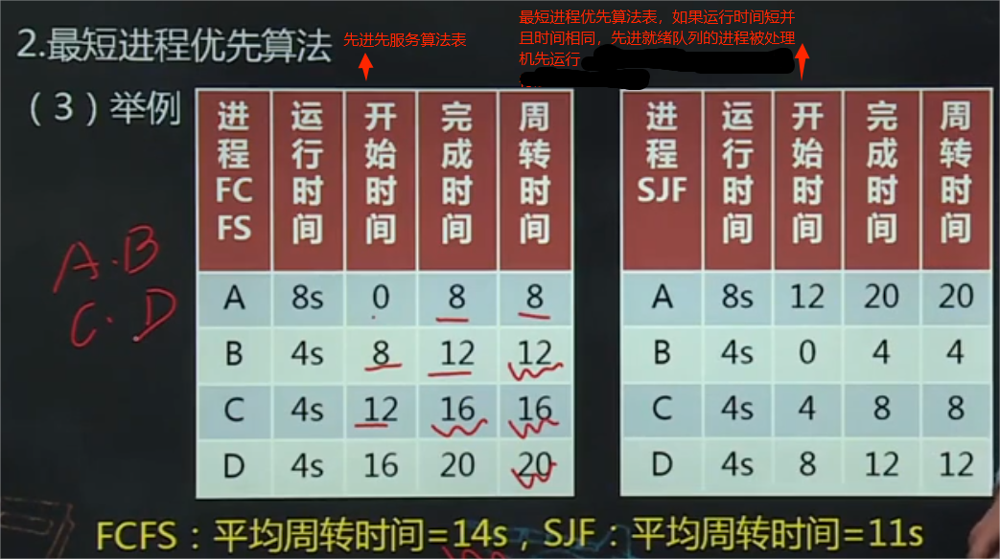 2.最短进程优先算法
先进先服务算法表
最短进程优先算法表，如果运行时间短并
且时间相同，先进就绪队列的进程被处理
机先运行
（3）举例
进程FCFS 运行时间 开始时间 完成时间 周转时间
A 8s 0 8 8
B 4s 8 12 12
C 4s 12 16 16
D 4s 16 20 20
进程SJF 运行时间 开始时间 完成时间 周转时间
A 8s 12 20 20
B 4s 0 4 4
C 4s 4 8 8
D 4s 8 12 12
A.B
C.D
FCFS：平均周转时间=14s，SJF：平均周转时间=11s